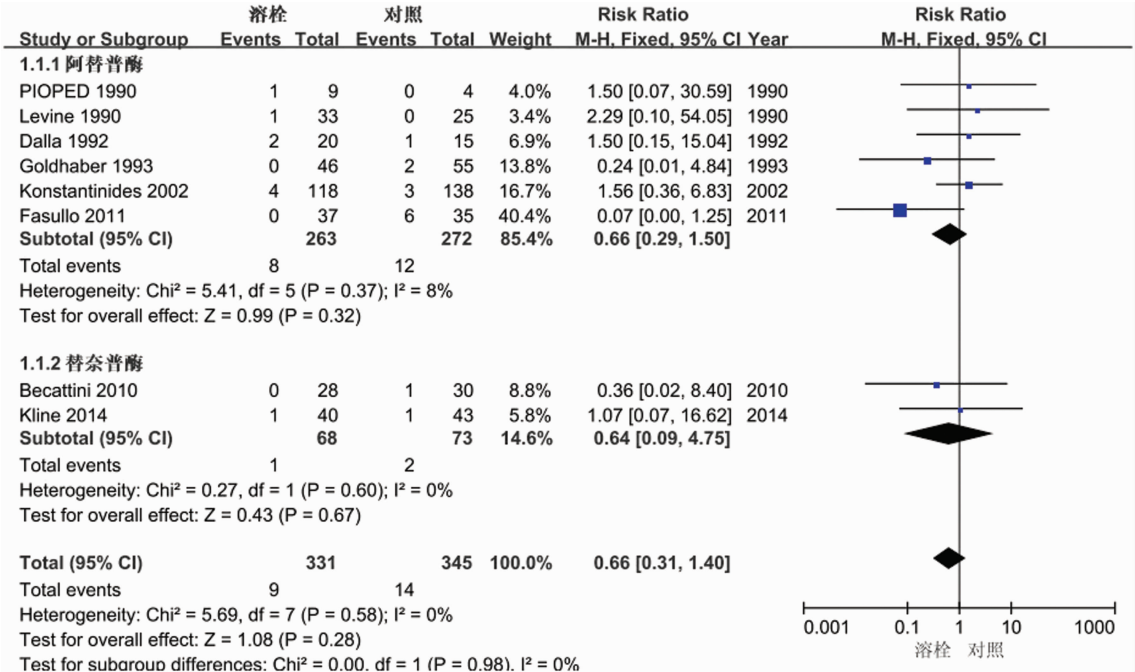 溶栓 对照 Risk Ratio Risk Ratio
Study or Subgroup Events Total Events Total Weight M-H, Fixed, 95% CI Year M-H, Fixed, 95% CI
1.1.1 阿替普酶
PIOPED 1990 1 9 0 4 4.0% 1.50 [0.07, 30.59] 1990
Levine 1990 1 33 0 25 3.4% 2.29 [0.10, 54.05] 1990
Dalla 1992 2 20 1 15 6.9% 1.50 [0.15, 15.04] 1992
Goldhaber 1993 0 46 2 55 13.8% 0.24 [0.01, 4.84] 1993
Konstantinides 2002 4 118 3 138 16.7% 1.56 [0.36, 6.83] 2002
Fasullo 2011 0 37 6 35 40.4% 0.07 [0.00, 1.25] 2011
Subtotal (95% CI) 263 272 85.4% 0.66 [0.29, 1.50]
Total events 8 12
Heterogeneity: Chi² = 5.41, df = 5 (P = 0.37); I² = 8%
Test for overall effect: Z = 0.99 (P = 0.32)
1.1.2 替奈普酶
Becattini 2010 0 28 1 30 8.8% 0.36 [0.02, 8.40] 2010
Kline 2014 1 40 1 43 5.8% 1.07 [0.07, 16.62] 2014
Subtotal (95% CI) 68 73 14.6% 0.64 [0.09, 4.75]
Total events 1 2
Heterogeneity: Chi² = 0.27, df = 1 (P = 0.60); I² = 0%
Test for overall effect: Z = 0.43 (P = 0.67)
Total (95% CI) 331 345 100.0% 0.66 [0.31, 1.40]
Total events 9 14
Heterogeneity: Chi² = 5.69, df = 7 (P = 0.58); I² = 0%
Test for overall effect: Z = 1.08 (P = 0.28)
Test for subgroup differences: Chi² = 0.00, df = 1 (P = 0.98), I² = 0%
0.001 0.1 1 10 1000
溶栓 对照